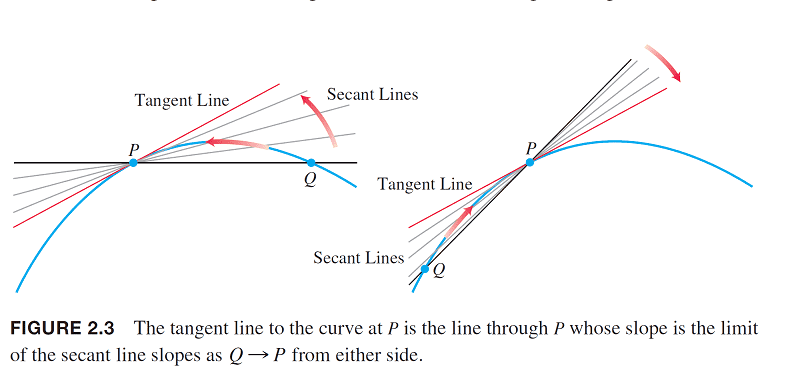 Tangent Line
Secant Lines
P
Q
P
Tangent Line
Secant Lines
Q
FIGURE 2.3 The tangent line to the curve at P is the line through P whose slope is the limit
of the secant line slopes as Q → P from either side.